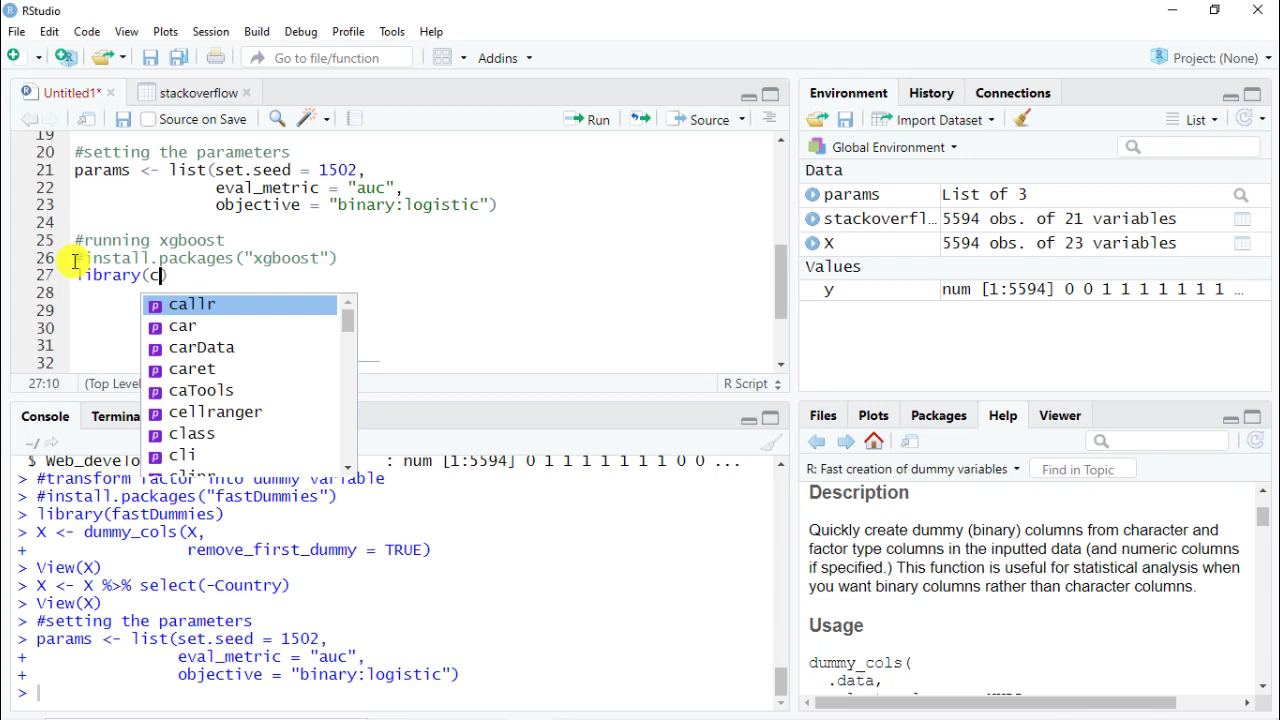 RStudio
File Edit Code View Plots Session Build Debug Profile Tools Help
Go to file/function Addins Project: (None)
Untitled1* stackoverflow
Source on Save Run Source
19
20 #setting the parameters
21 params <- list(set.seed = 1502,
22 eval_metric = "auc",
23 objective = "binary:logistic")
24
25 #running xgboost
26 #install.packages("xgboost")
27 library(c)
28
29
30
31
32
callr
car
carData
caret
caTools
cellranger
class
cli
clipr
27:10 (Top Level R Script
Console Termina
~/
$ Web_develo : num [1:5594] 0 1 1 1 1 1 1 1 0 0 ...
> #transform factor into dummy variable
> #install.packages("fastDummies")
> library(fastDummies)
> X <- dummy_cols(X,
+ remove_first_dummy = TRUE)
> View(X)
> X <- X %>% select(-Country)
> View(X)
> #setting the parameters
> params <- list(set.seed = 1502,
+ eval_metric = "auc",
+ objective = "binary:logistic")
>
Environment History Connections
Import Dataset List
Global Environment
Data
params List of 3
stackoverfl… 5594 obs. of 21 variables
X 5594 obs. of 23 variables
Values
y num [1:5594] 0 0 1 1 1 1 1 1 1 …
Files Plots Packages Help Viewer
R: Fast creation of dummy variables Find in Topic
Description
Quickly create dummy (binary) columns from character and
factor type columns in the inputted data (and numeric columns
if specified.) This function is useful for statistical analysis when
you want binary columns rather than character columns.
Usage
dummy_cols(
.data,